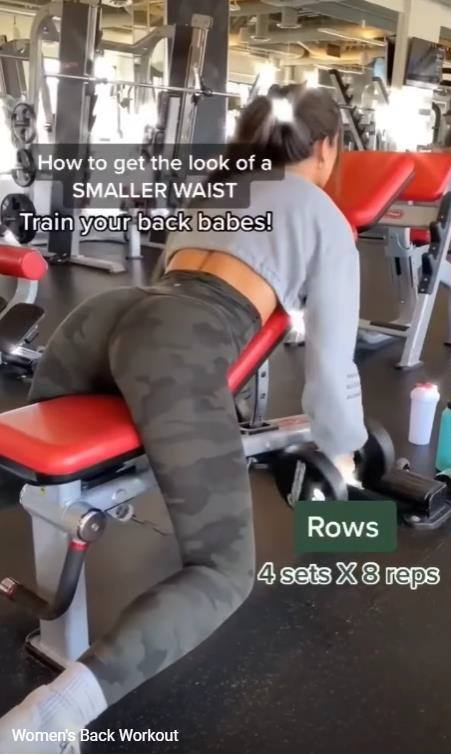 How to get the look of a
SMALLER WAIST
Train your back babes!
Rows
4 sets X 8 reps
Women's Back Workout